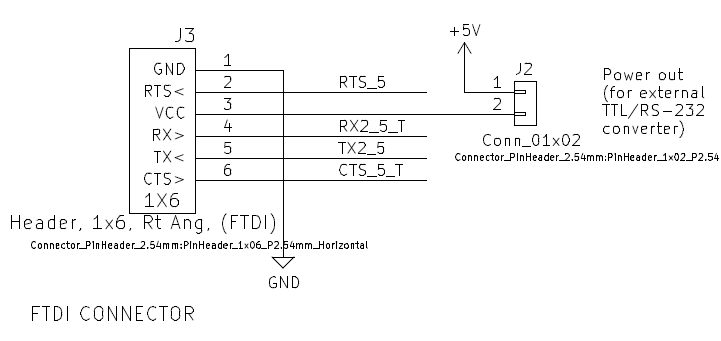 J3
+5V
GND 1
RTS< 2 RTS_5
VCC 3
RX> 4 RX2_5_T
TX< 5 TX2_5
CTS> 6 CTS_5_T
1X6
Header, 1x6, Rt Ang, (FTDI)
Connector_PinHeader_2.54mm:PinHeader_1x06_P2.54mm_Horizontal
GND
J2
1
2
Conn_01x02
Connector_PinHeader_2.54mm:PinHeader_1x02_P2.54
Power out
(for external
TTL/RS-232
converter)
FTDI CONNECTOR